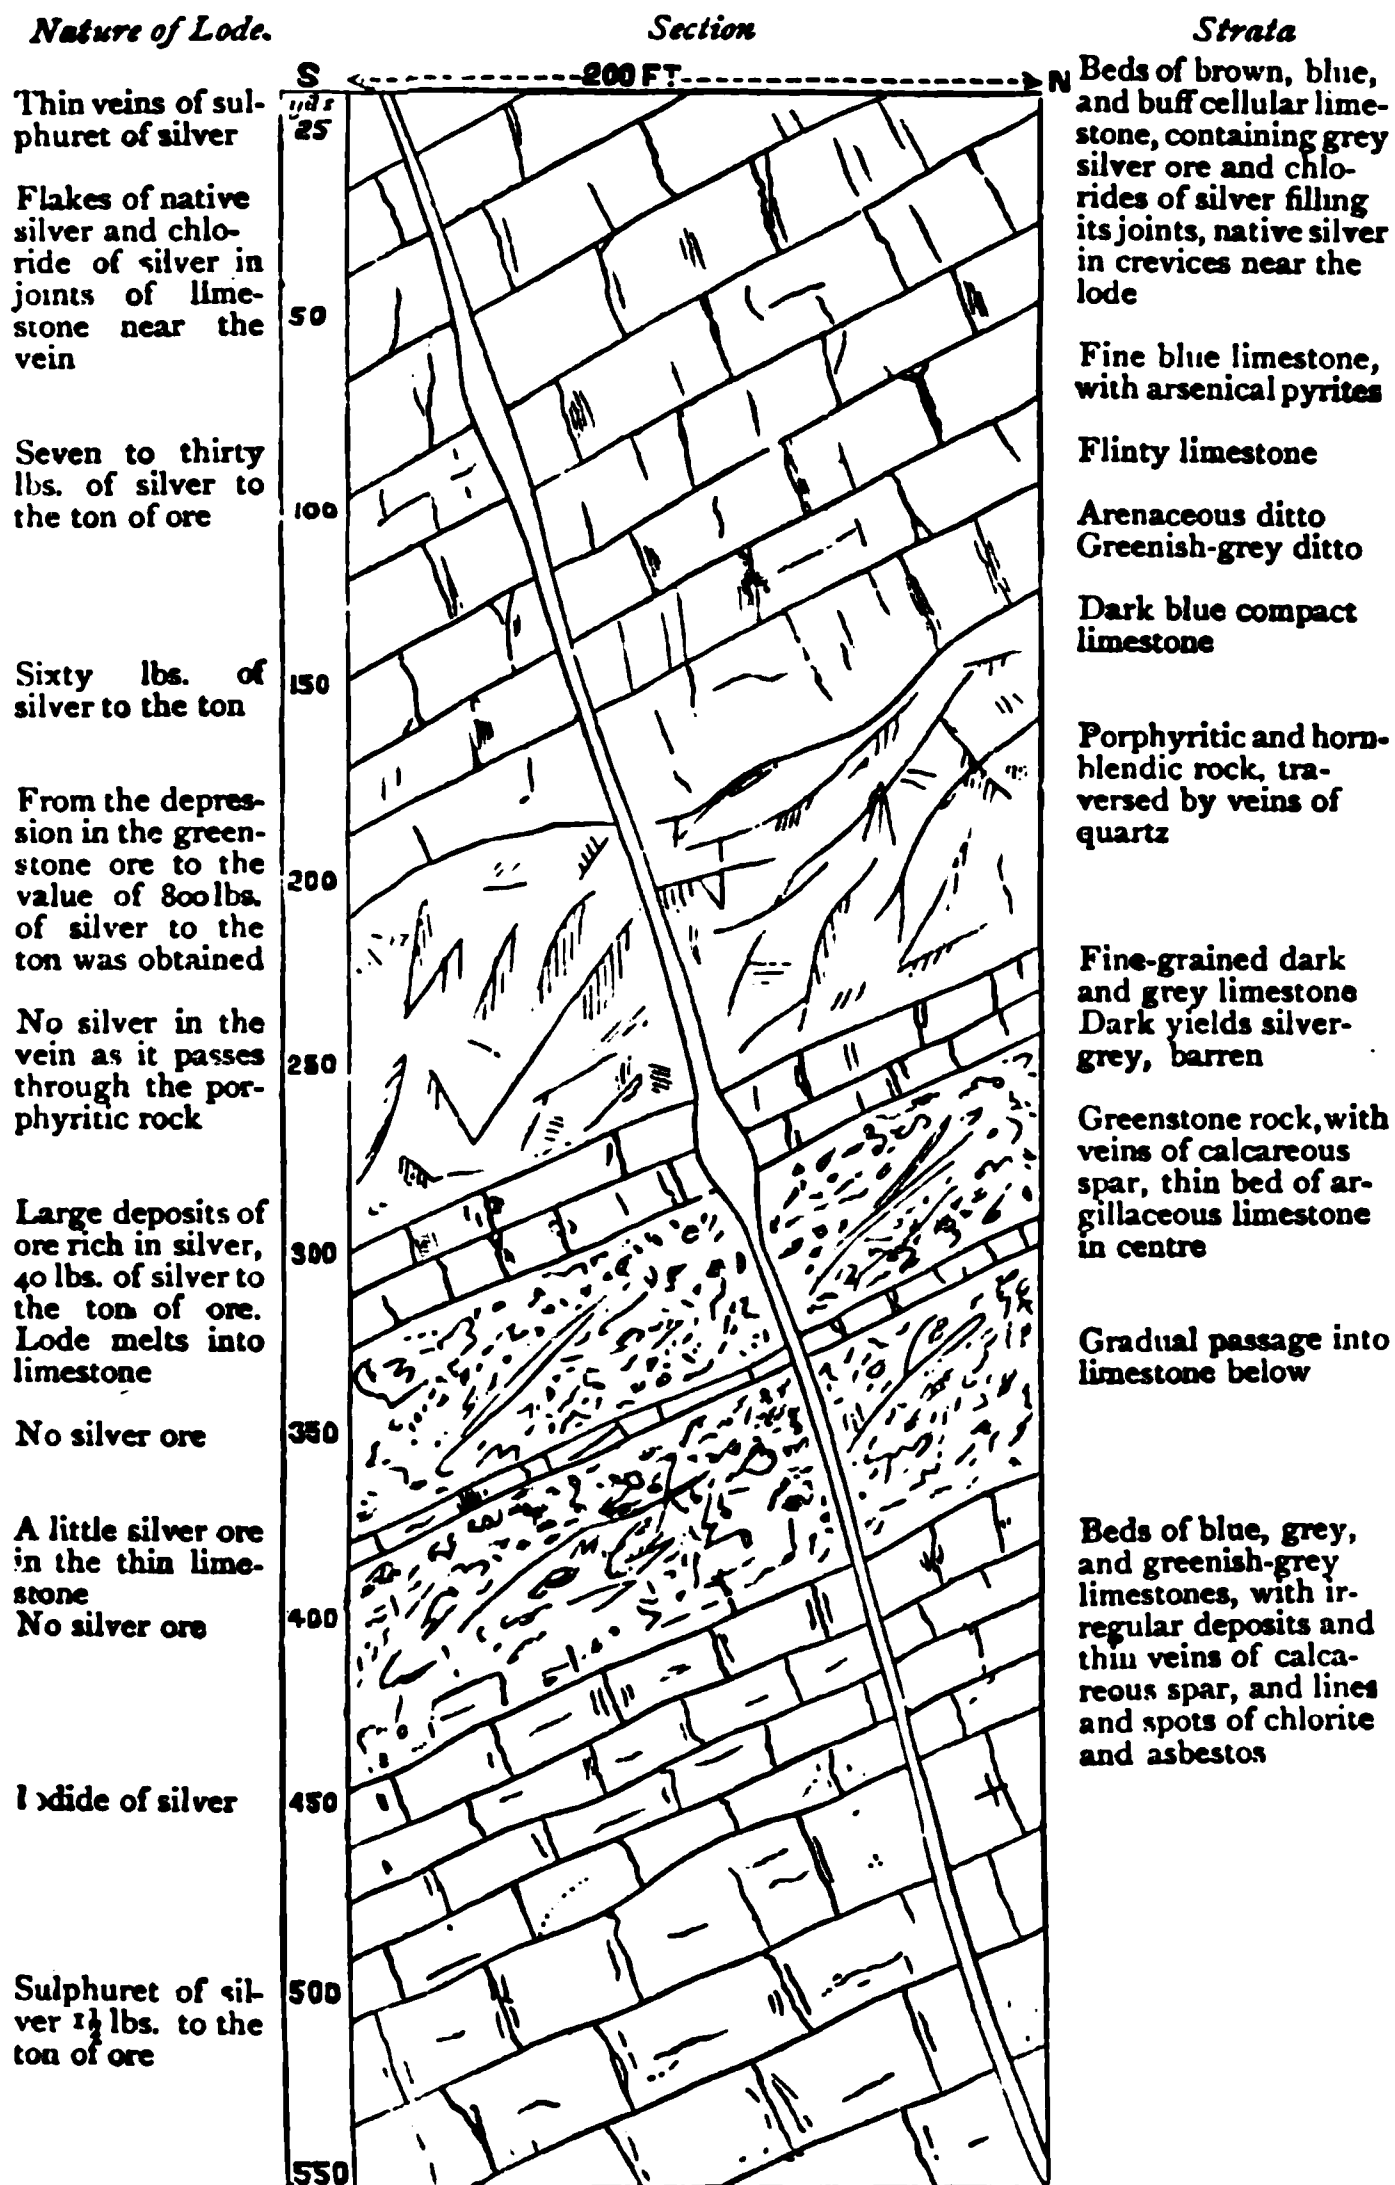 Nature of Lode.
Section
Strata
S
200 FT
N
yds
25
50
100
150
200
250
300
350
400
450
500
550
Thin veins of sul-
phuret of silver
Flakes of native
silver and chlo-
ride of silver in
joints of lime-
stone near the
vein
Seven to thirty
lbs. of silver to
the ton of ore
Sixty lbs. of
silver to the ton
From the depres-
sion in the green-
stone ore to the
value of 800 lbs.
of silver to the
ton was obtained
No silver in the
vein as it passes
through the por-
phyritic rock
Large deposits of
ore rich in silver,
40 lbs. of silver to
the ton of ore.
Lode melts into
limestone
No silver ore
A little silver ore
in the thin lime-
stone
No silver ore
Iodide of silver
Sulphuret of sil-
ver 1½ lbs. to the
ton of ore
Beds of brown, blue,
and buff cellular lime-
stone, containing grey
silver ore and chlo-
rides of silver filling
its joints, native silver
in crevices near the
lode
Fine blue limestone,
with arsenical pyrites
Flinty limestone
Arenaceous ditto
Greenish-grey ditto
Dark blue compact
limestone
Porphyritic and horn-
blendic rock, tra-
versed by veins of
quartz
Fine-grained dark
and grey limestone
Dark yields silver-
grey, barren
Greenstone rock, with
veins of calcareous
spar, thin bed of ar-
gillaceous limestone
in centre
Gradual passage into
limestone below
Beds of blue, grey,
and greenish-grey
limestones, with ir-
regular deposits and
thin veins of calca-
reous spar, and lines
and spots of chlorite
and asbestos